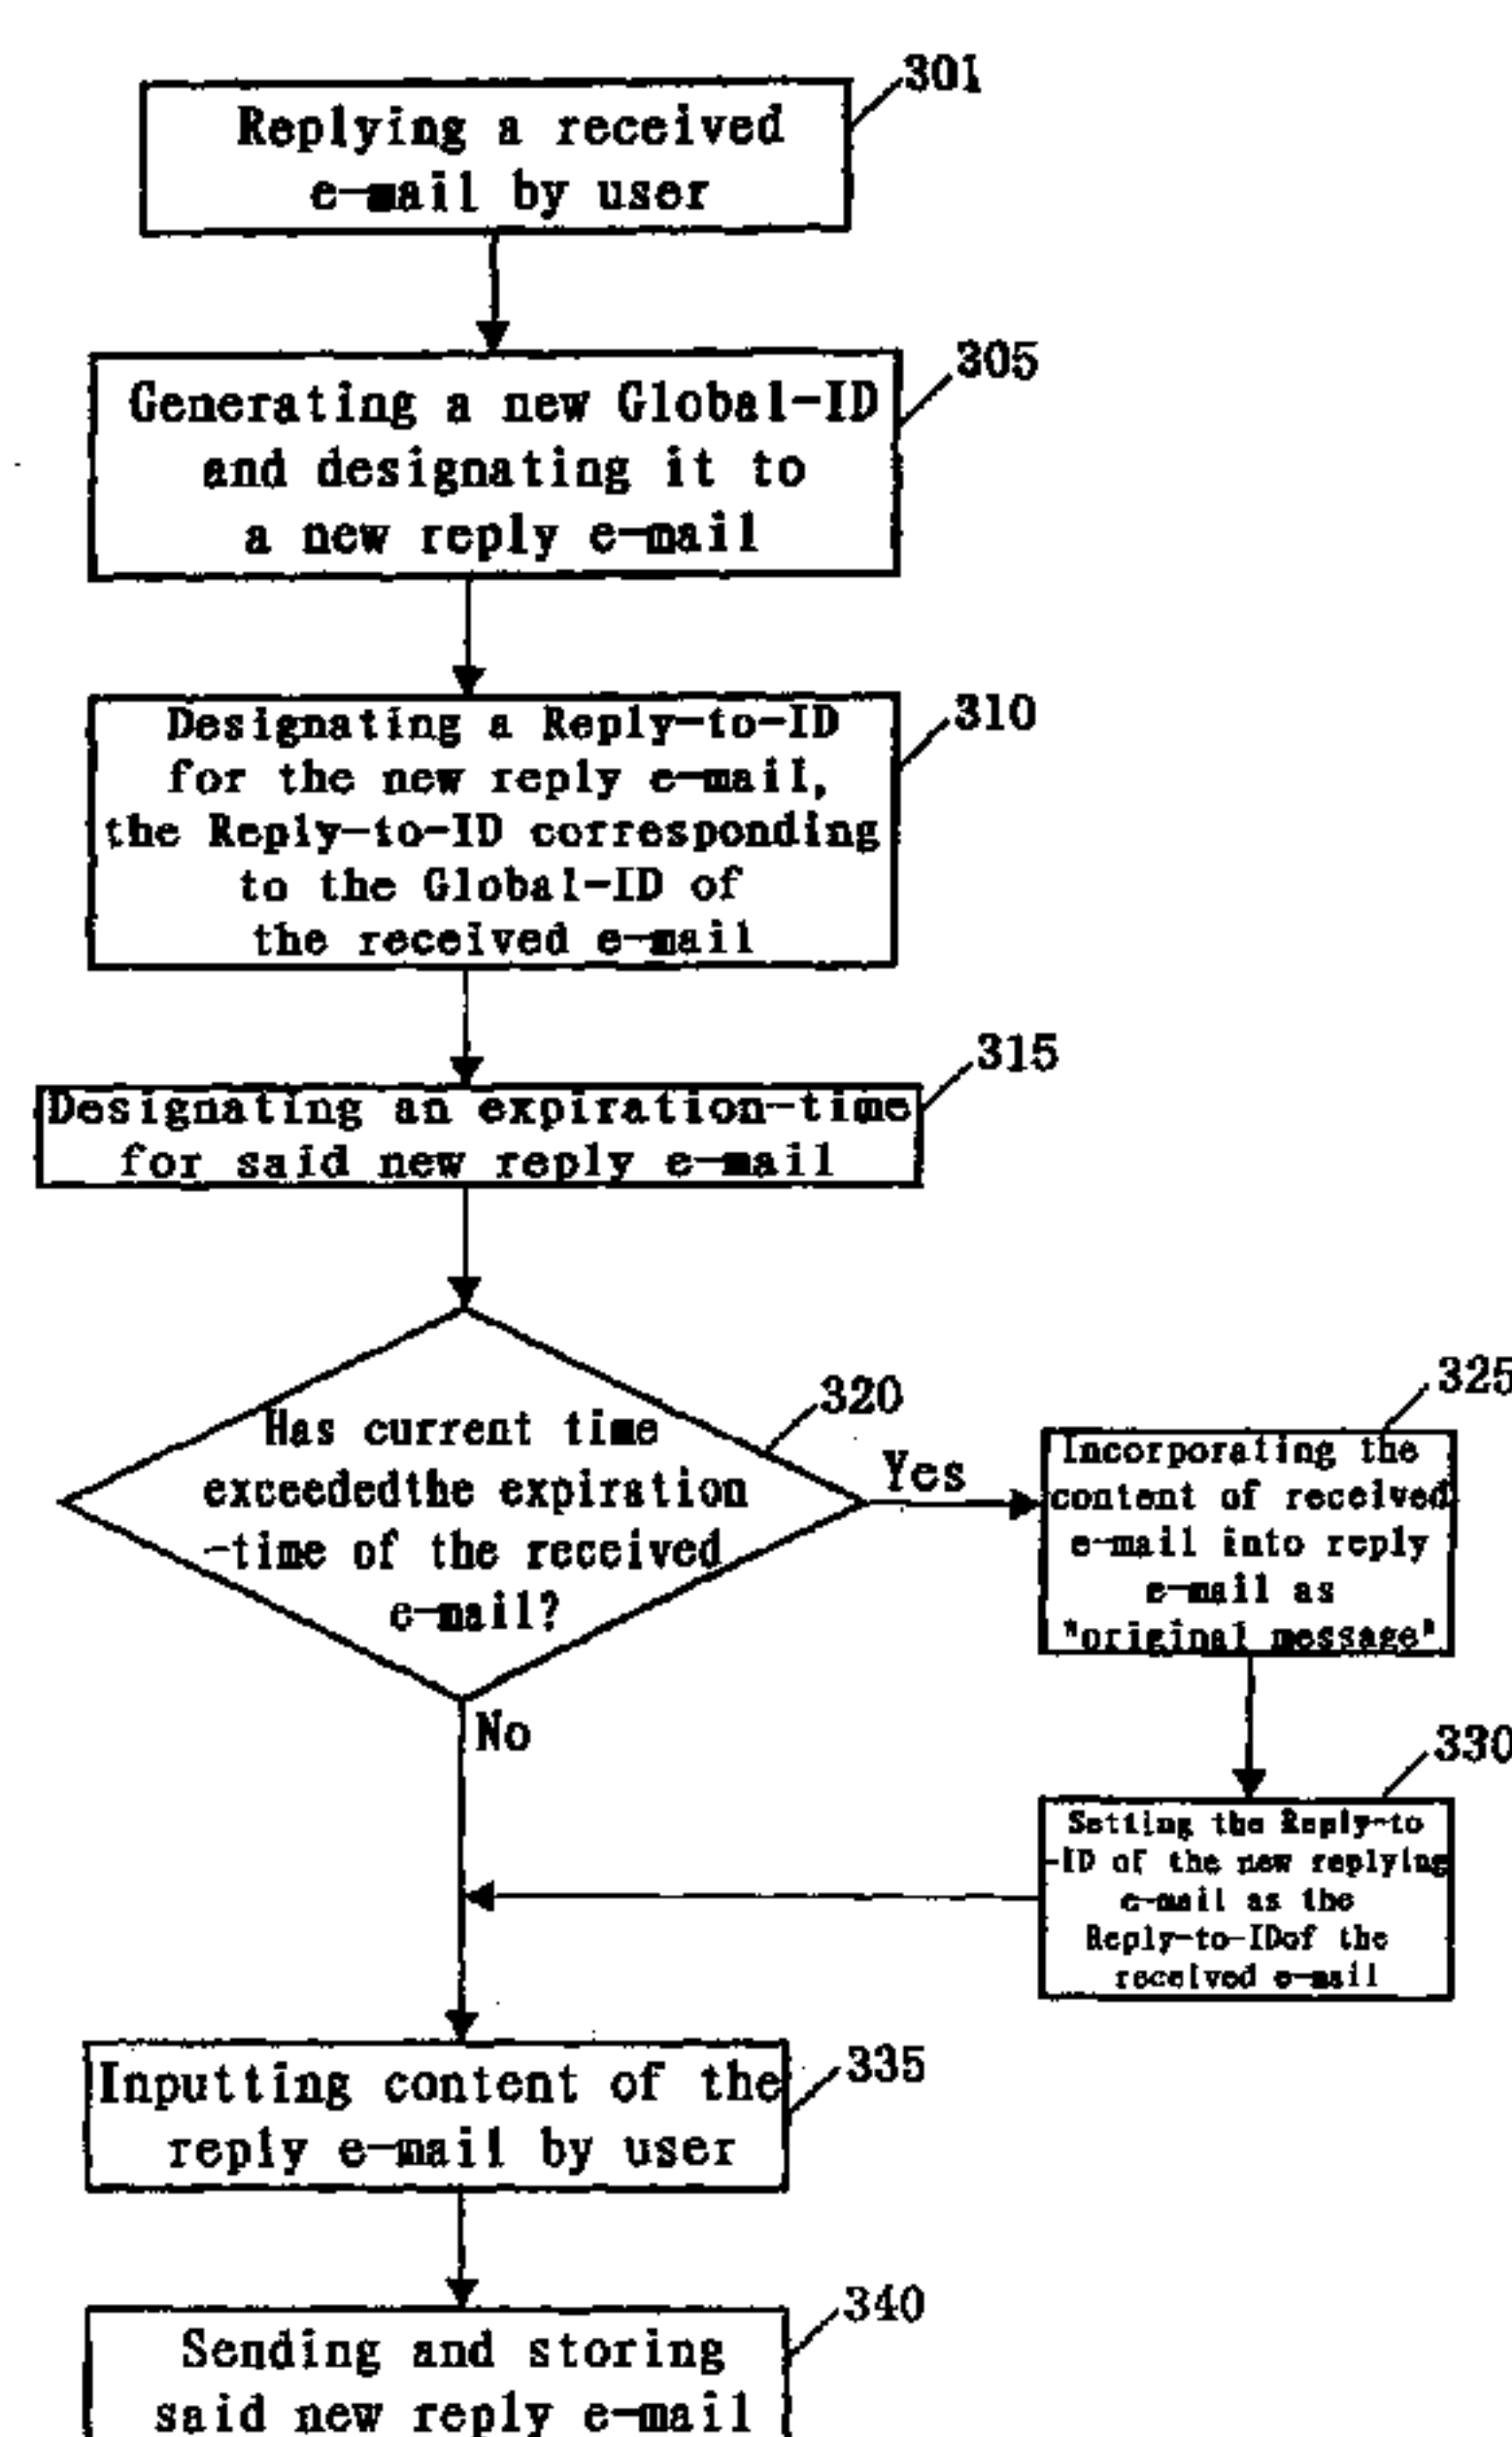 301
Replying a received
e-mail by user
305
Generating a new Global-ID
and designating it to
a new reply e-mail
310
Designating a Reply-to-ID
for the new reply e-mail,
the Reply-to-ID corresponding
to the Global-ID of
the received e-mail
315
Designating an expiration-time
for said new reply e-mail
320
Has current time
exceededthe expiration
-time of the received
e-mail?
Yes
No
325
Incorporating the
content of received
e-mail into reply
e-mail as
"original message"
330
Setting the Reply-to
-ID of the new replying
e-mail as the
Reply-to-IDof the
received e-mail
335
Inputting content of the
reply e-mail by user
340
Sending and storing
said new reply e-mail